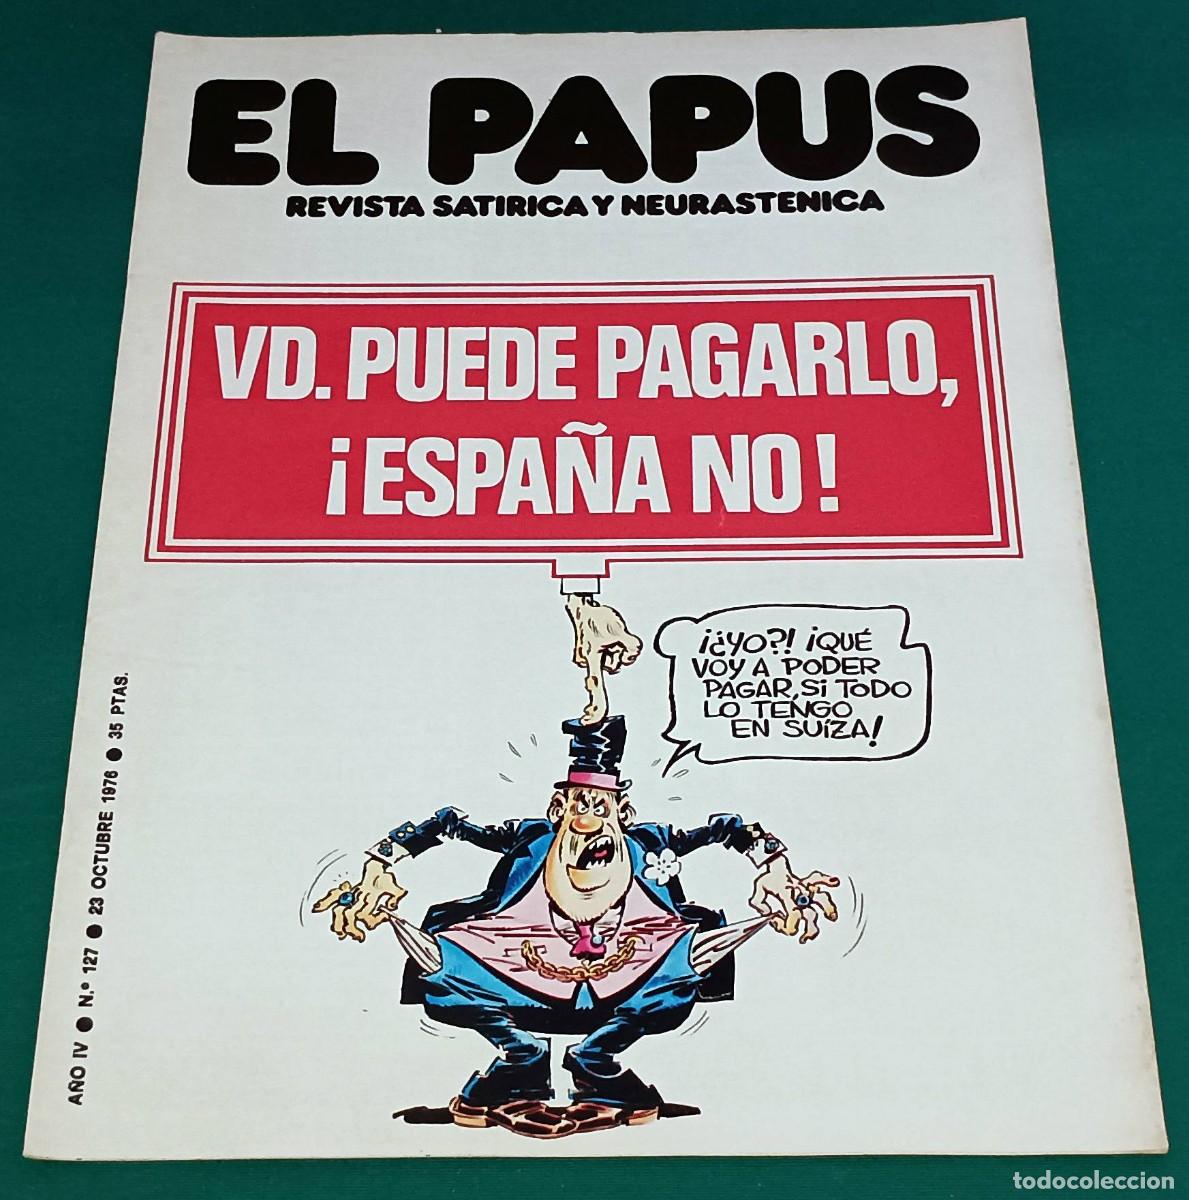 EL PAPUS
REVISTA SATIRICA Y NEURASTENICA
VD. PUEDE PAGARLO,
¡ESPAÑA NO!
¡¿YO?! ¡QUÉ
VOY A PODER
PAGAR, SI TODO
LO TENGO
EN SUÍZA!
AÑO IV ● N.º 127 ● 23 OCTUBRE 1976 ● 35 PTAS.
todocoleccion